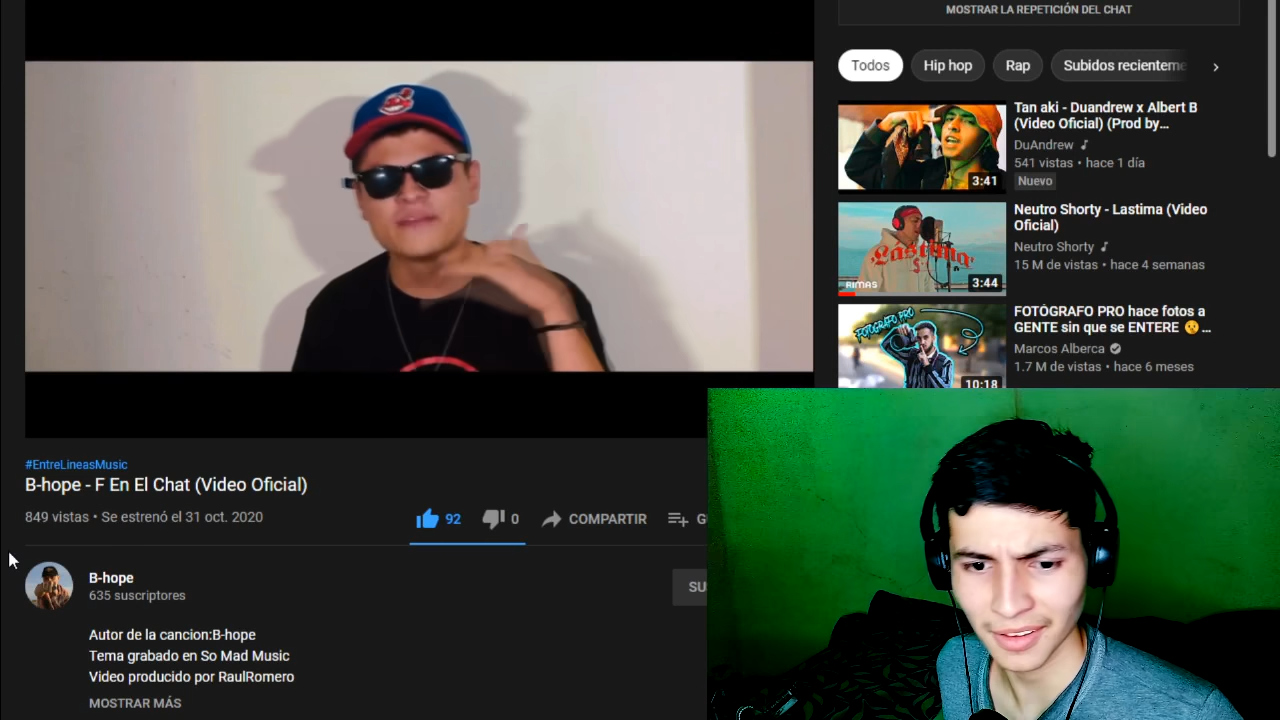 MOSTRAR LA REPETICIÓN DEL CHAT
Todos
Hip hop
Rap
Subidos recienteme
Tan aki - Duandrew x Albert B
(Video Oficial) (Prod by...
DuAndrew
541 vistas • hace 1 día
Nuevo
3:41
Neutro Shorty - Lastima (Video
Oficial)
Neutro Shorty
15 M de vistas • hace 4 semanas
Lastima
RIMAS
3:44
FOTÓGRAFO PRO hace fotos a
GENTE sin que se ENTERE 🤫...
Marcos Alberca
1.7 M de vistas • hace 6 meses
FOTÓGRAFO PRO
10:18
#EntreLineasMusic
B-hope - F En El Chat (Video Oficial)
849 vistas • Se estrenó el 31 oct. 2020
92
0
COMPARTIR
G
B-hope
635 suscriptores
SU
Autor de la cancion:B-hope
Tema grabado en So Mad Music
Video producido por RaulRomero
MOSTRAR MÁS